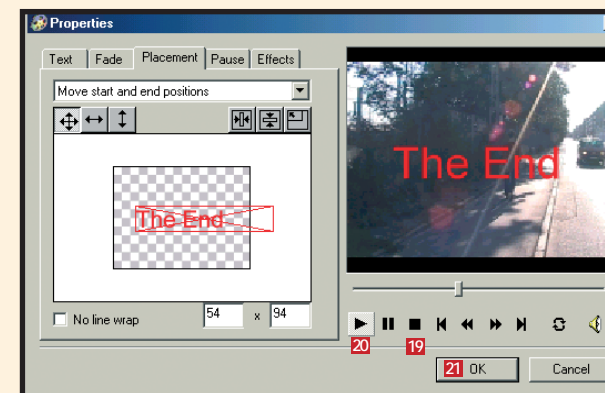 Properties
Text Fade Placement Pause Effects
Move start and end positions
The End
The End
No line wrap 54 x 94
20 19
21 OK Cancel